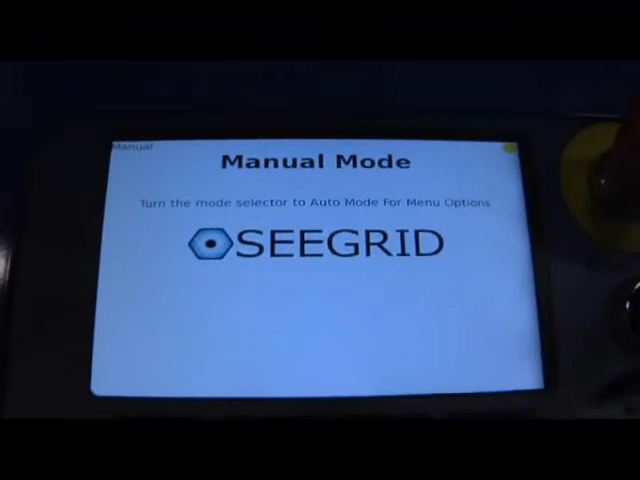 Manual
Manual Mode
Turn the mode selector to Auto Mode For Menu Options
SEEGRID